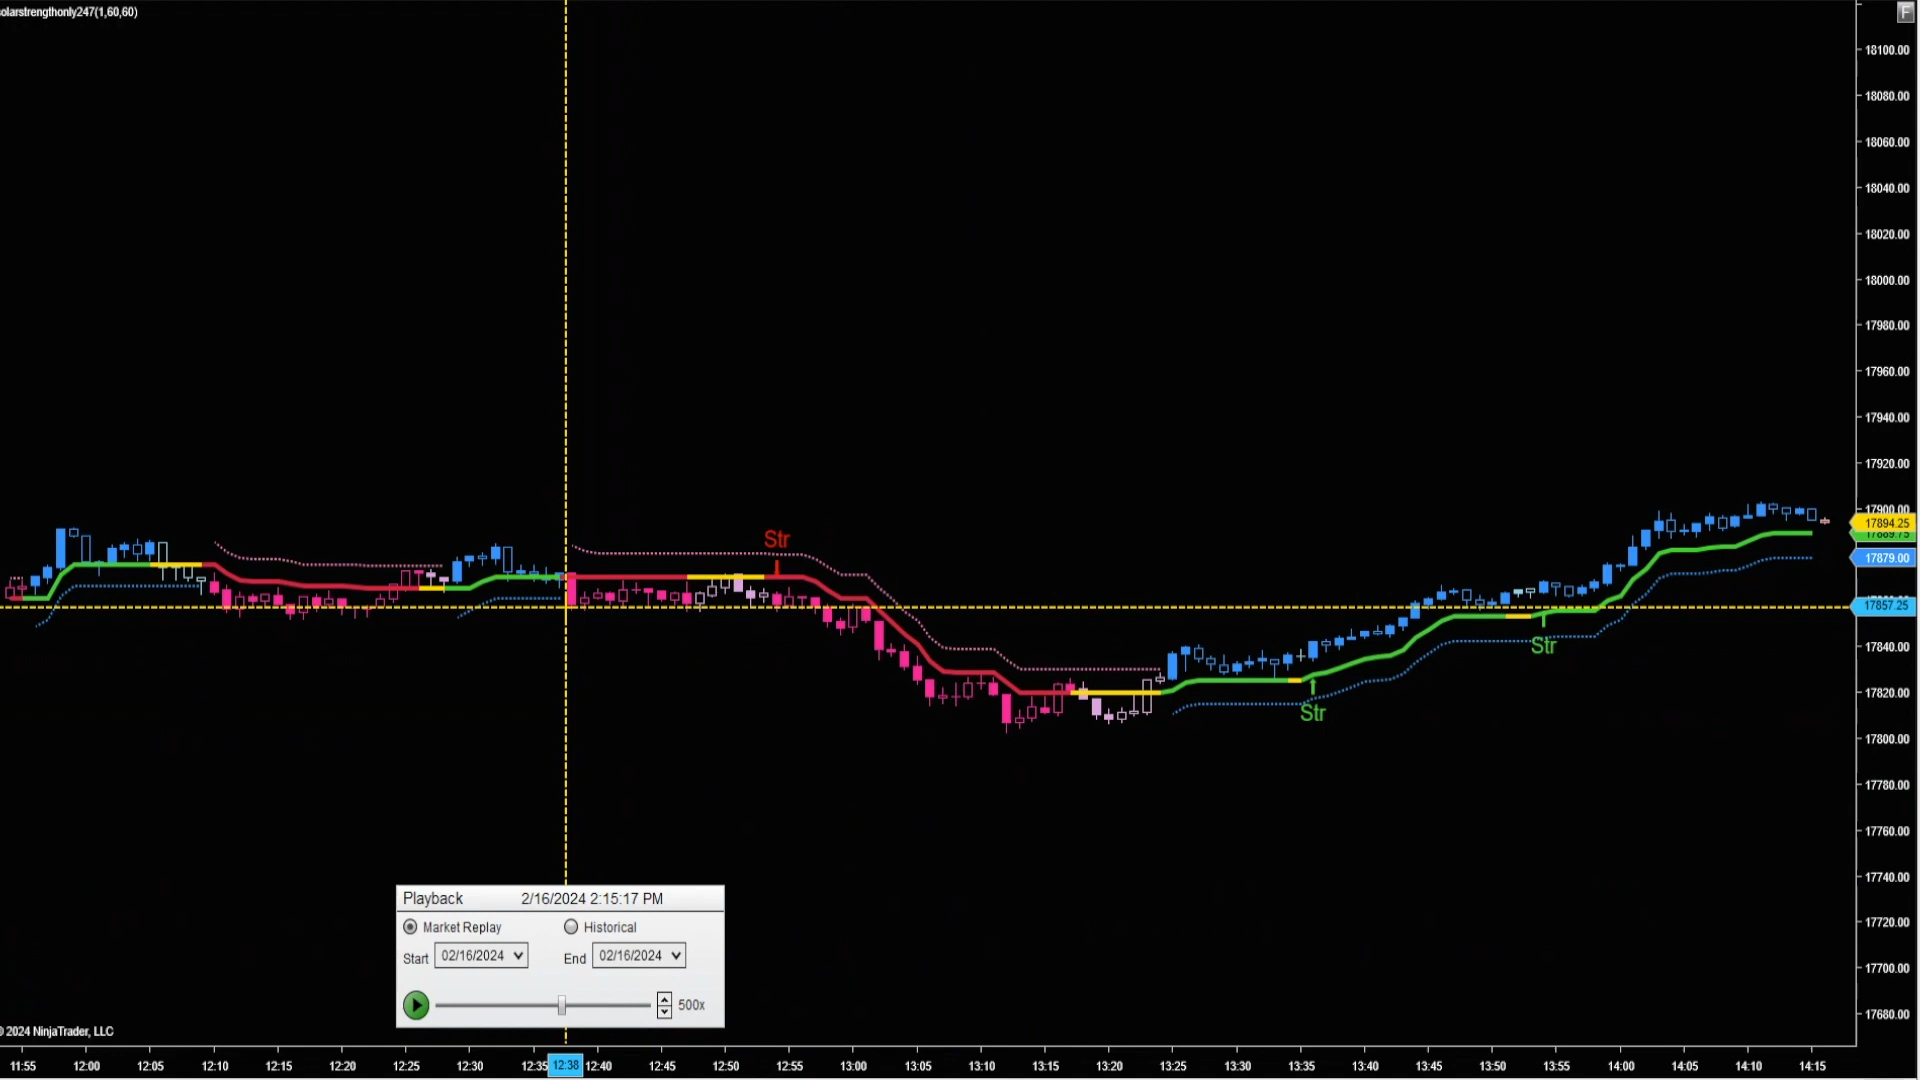 solarstrengthonly247(1,60,60)
F
18100.00
18080.00
18060.00
18040.00
18020.00
18000.00
17980.00
17960.00
17940.00
17920.00
17900.00
17894.25
17889.75
17879.00
17857.25
17840.00
17820.00
17800.00
17780.00
17760.00
17740.00
17720.00
17700.00
17680.00
Str
Str
Str
Playback 2/16/2024 2:15:17 PM
Market Replay Historical
Start 02/16/2024 End 02/16/2024
500x
© 2024 NinjaTrader, LLC
11:55 12:00 12:05 12:10 12:15 12:20 12:25 12:30 12:35 12:38 12:40 12:45 12:50 12:55 13:00 13:05 13:10 13:15 13:20 13:25 13:30 13:35 13:40 13:45 13:50 13:55 14:00 14:05 14:10 14:15